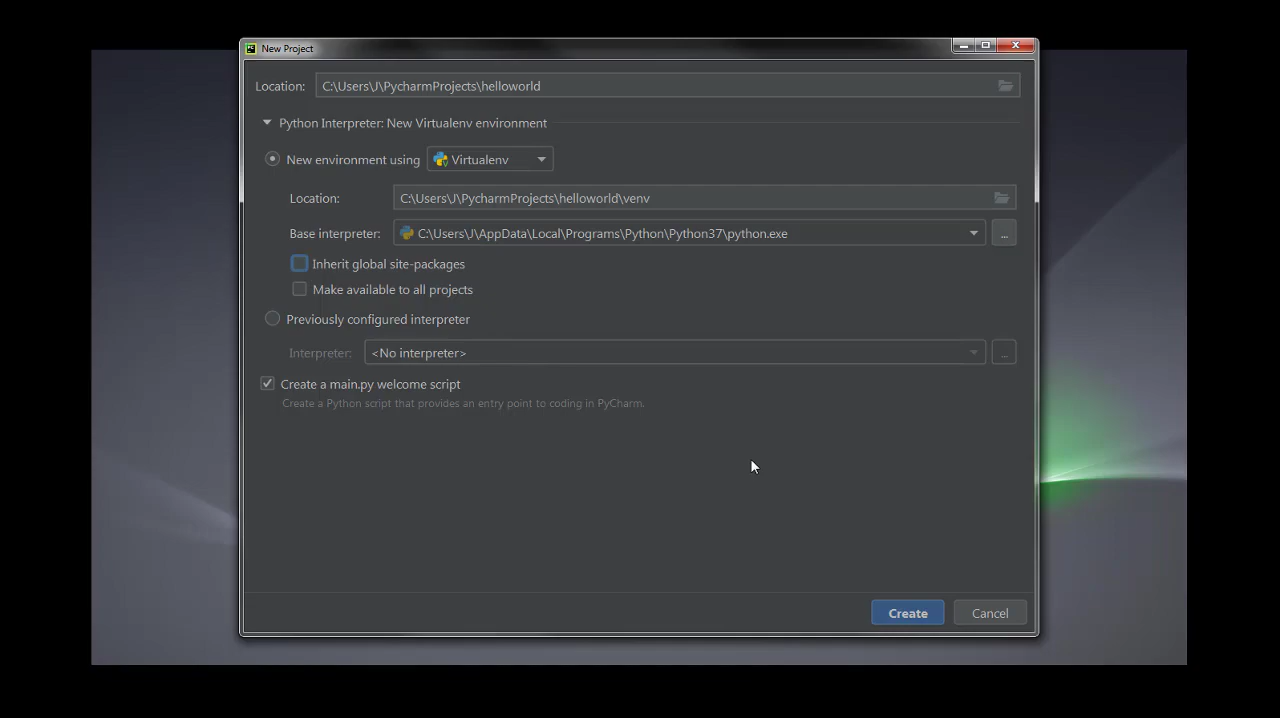 New Project
Location: C:\Users\J\PycharmProjects\helloworld
Python Interpreter: New Virtualenv environment
New environment using Virtualenv
Location: C:\Users\J\PycharmProjects\helloworld\venv
Base interpreter: C:\Users\J\AppData\Local\Programs\Python\Python37\python.exe ...
Inherit global site-packages
Make available to all projects
Previously configured interpreter
Interpreter: <No interpreter> ...
Create a main.py welcome script
Create a Python script that provides an entry point to coding in PyCharm.
Create Cancel